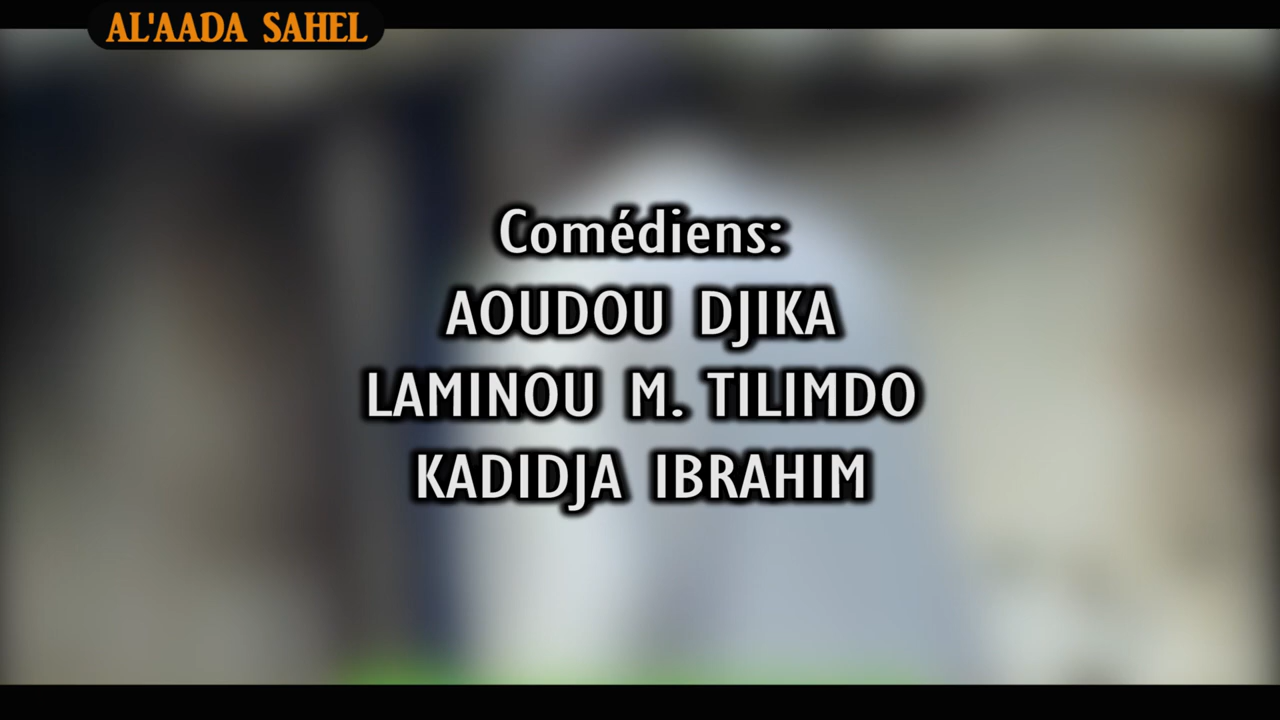 AL'AADA SAHEL
Comédiens:
AOUDOU DJIKA
LAMINOU M. TILIMDO
KADIDJA IBRAHIM